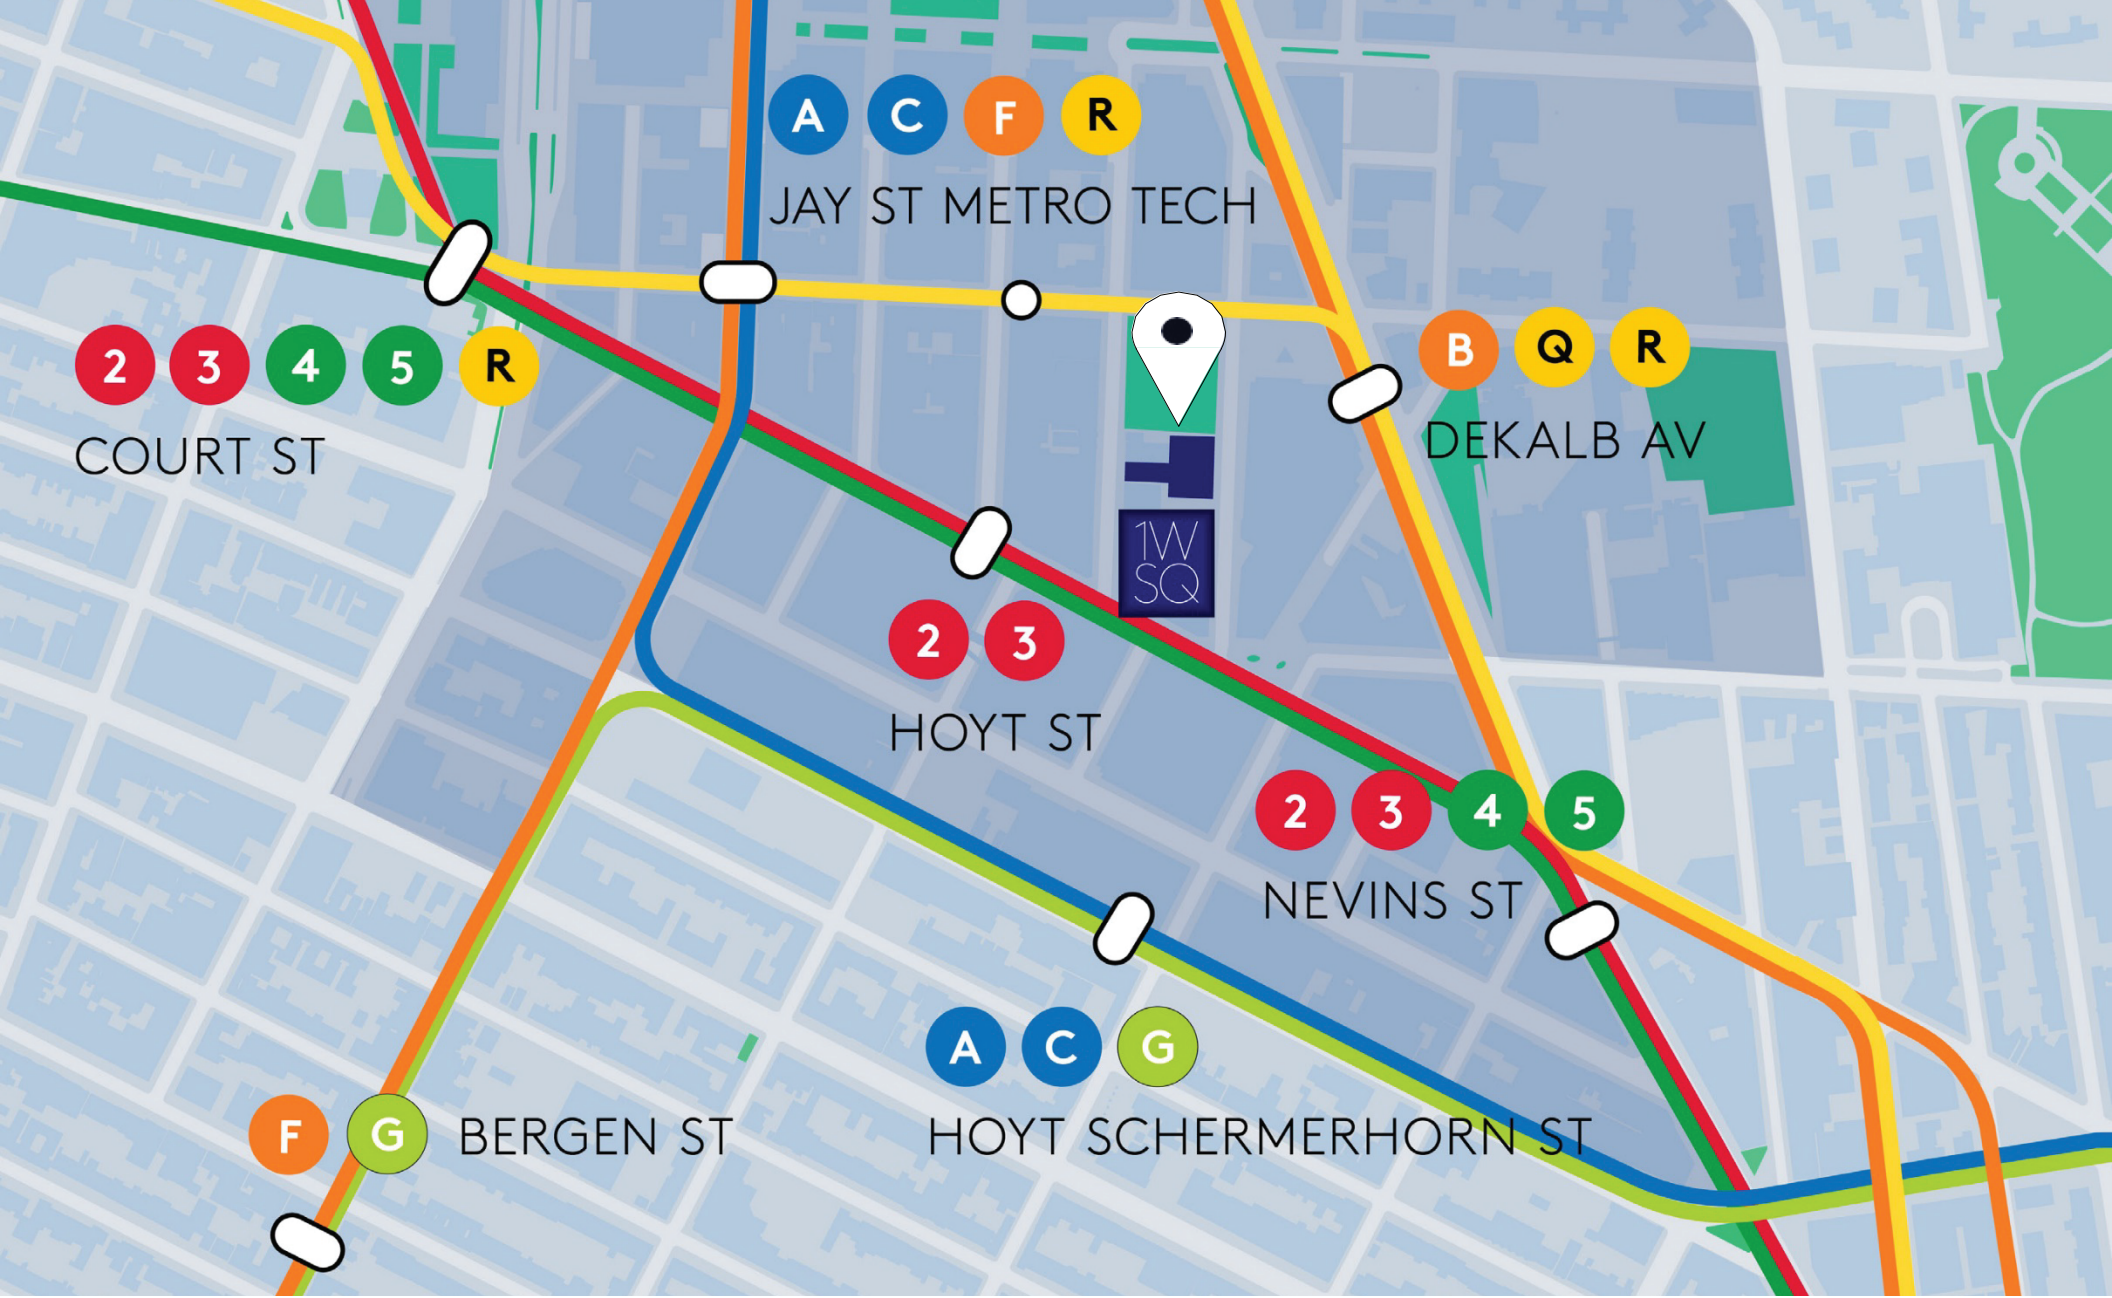 A C F R
JAY ST METRO TECH
2 3 4 5 R
COURT ST
B Q R
DEKALB AV
1W
SQ
2 3
HOYT ST
2 3 4 5
NEVINS ST
A C G
HOYT SCHERMERHORN ST
F G BERGEN ST